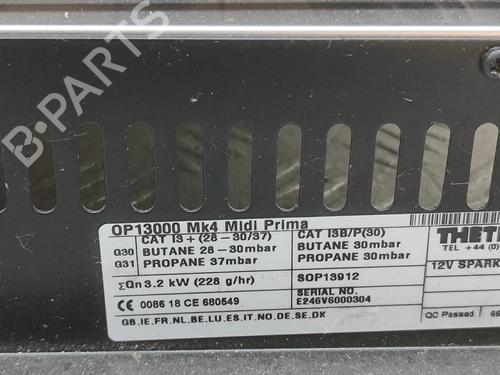 B-PARTS
OP13000 Mk4 Midi Prima
CAT I3+(28-30/37) CAT I3B/P(30)
G30 BUTANE 28-30mbar BUTANE 30mbar
G31 PROPANE 37mbar PROPANE 30mbar
ΣQn 3.2 kW (228 g/hr) SOP13912
CE 0086 18 CE 680549 SERIAL NO.
E246V6000304
GB.IE.FR.NL.BE.LU.ES.IT.NO.DE.SE.DK
TEL +44 (0)
12V SPARK
QC Passed